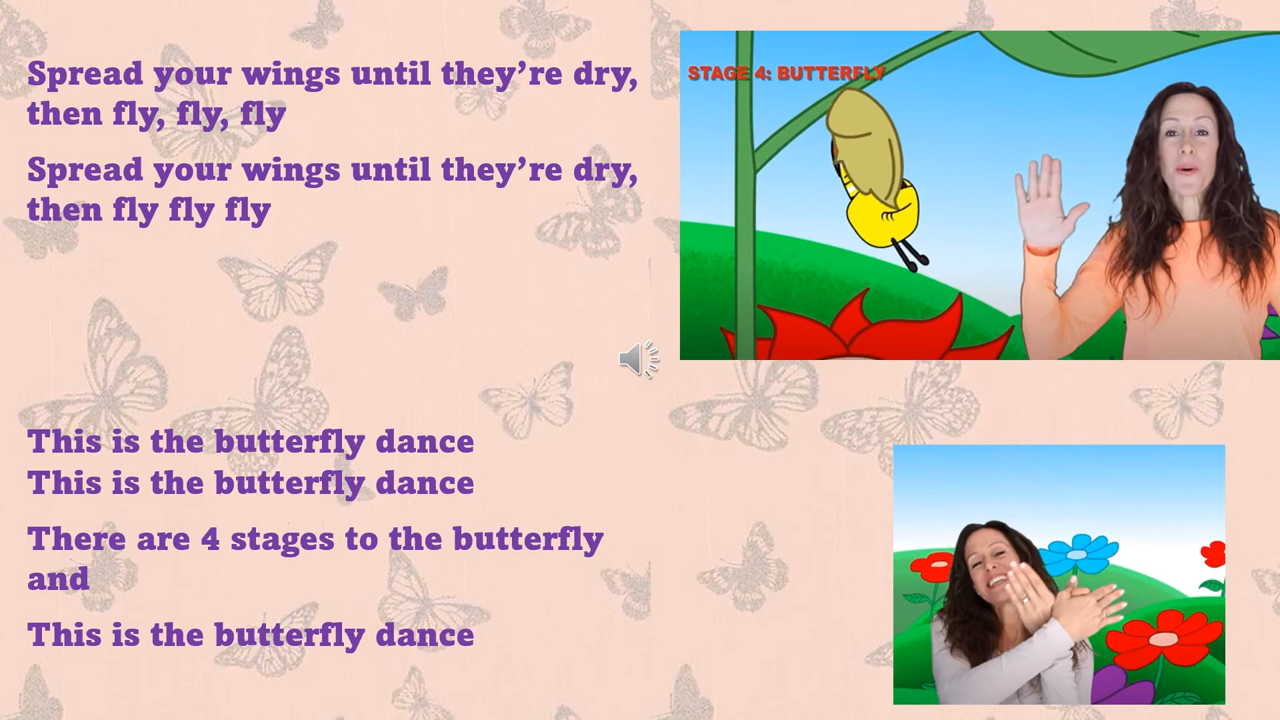 Spread your wings until they’re dry,
then fly, fly, fly
Spread your wings until they’re dry,
then fly fly fly
STAGE 4: BUTTERFLY
This is the butterfly dance
This is the butterfly dance
There are 4 stages to the butterfly
and
This is the butterfly dance